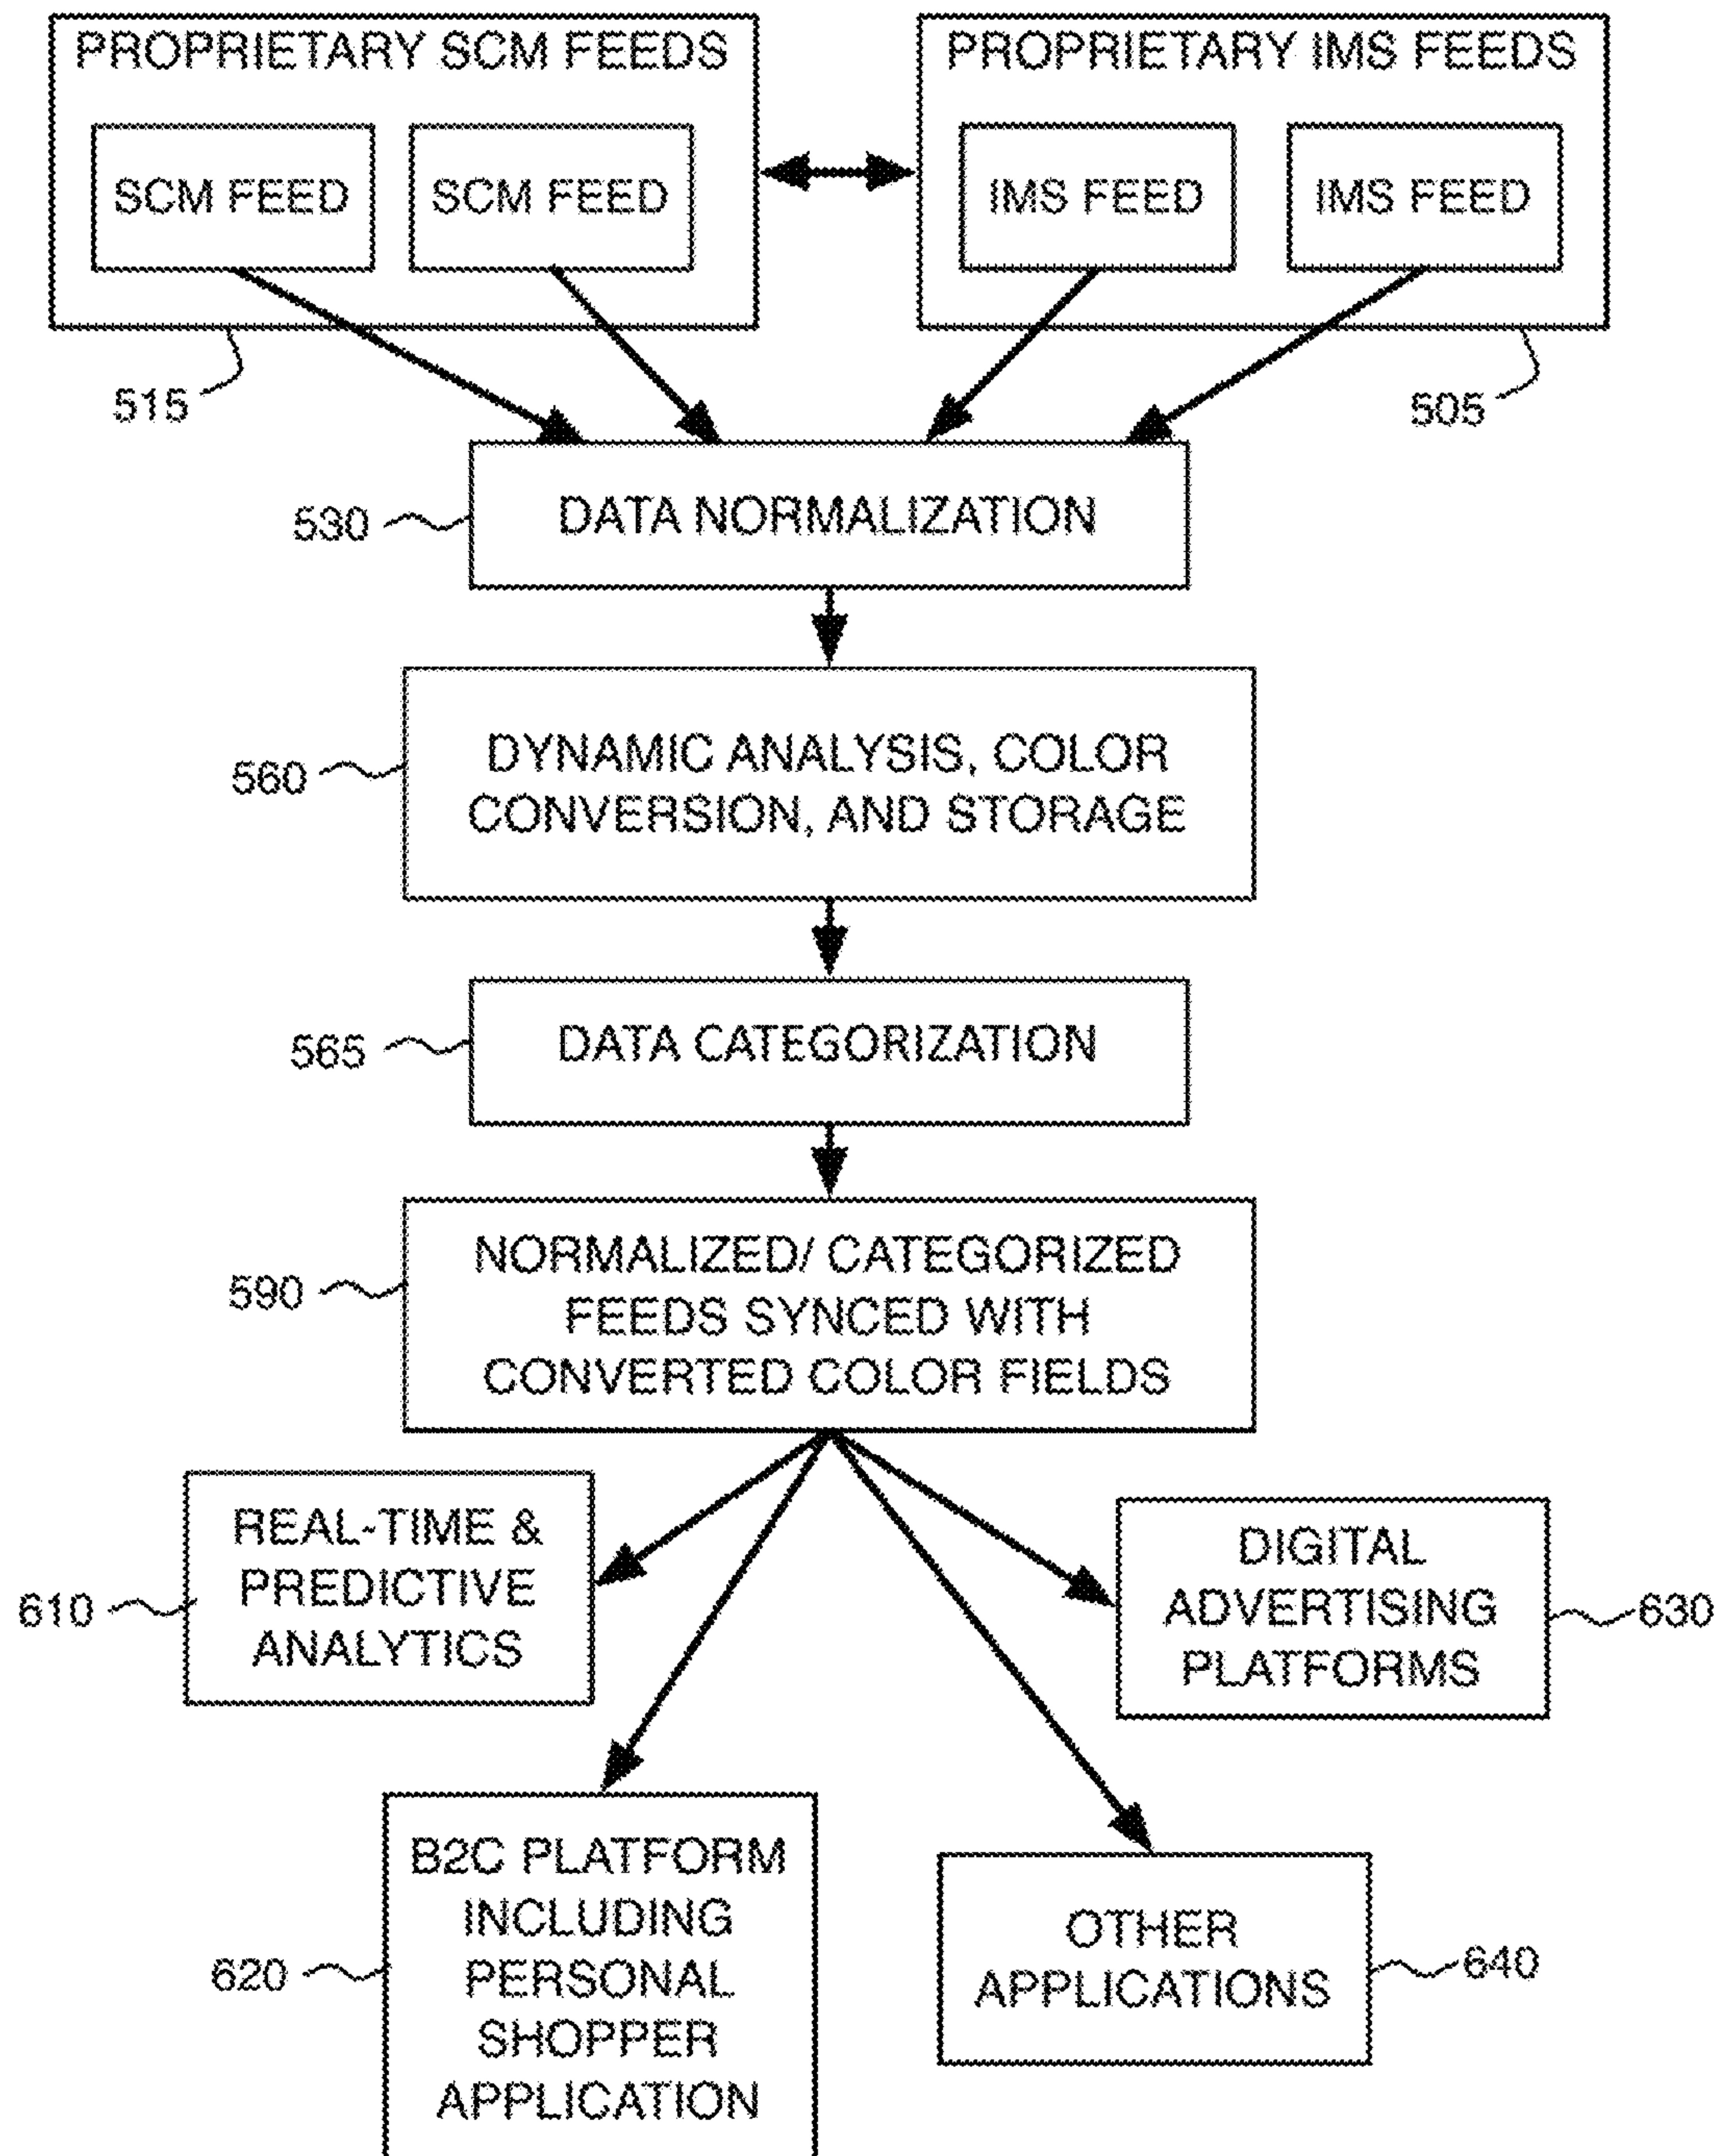 PROPRIETARY SCM FEEDS
SCM FEED
SCM FEED
515
PROPRIETARY IMS FEEDS
IMS FEED
IMS FEED
505
530
DATA NORMALIZATION
560
DYNAMIC ANALYSIS, COLOR
CONVERSION, AND STORAGE
565
DATA CATEGORIZATION
590
NORMALIZED/ CATEGORIZED
FEEDS SYNCED WITH
CONVERTED COLOR FIELDS
610
REAL-TIME &
PREDICTIVE
ANALYTICS
DIGITAL
ADVERTISING
PLATFORMS
630
620
B2C PLATFORM
INCLUDING
PERSONAL
SHOPPER
APPLICATION
OTHER
APPLICATIONS
640